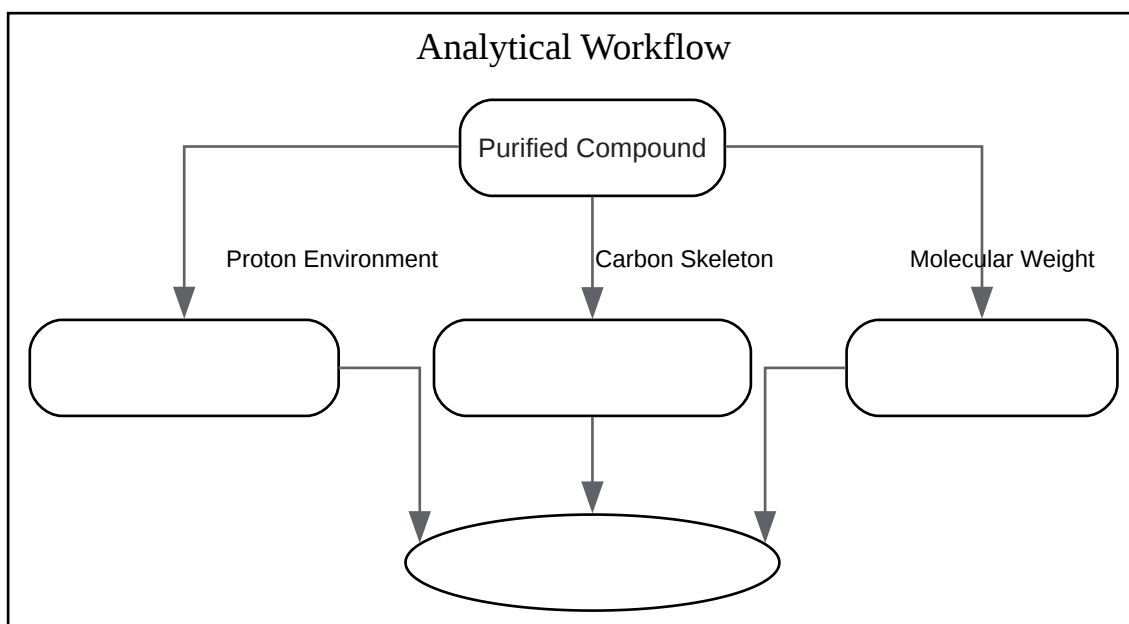 Analytical Workflow
Purified Compound
Proton Environment
Carbon Skeleton
Molecular Weight